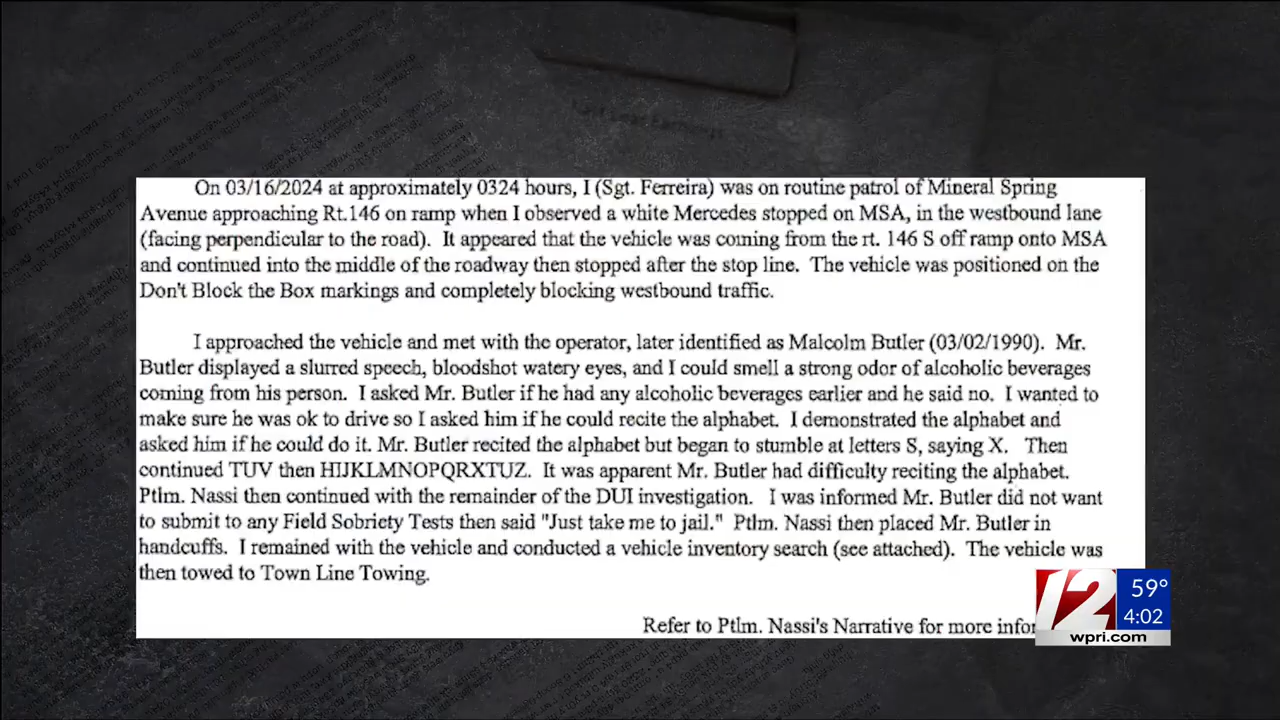 On 03/16/2024 at approximately 0324 hours, I (Sgt. Ferreira) was on routine patrol of Mineral Spring
Avenue approaching Rt.146 on ramp when I observed a white Mercedes stopped on MSA, in the westbound lane
(facing perpendicular to the road). It appeared that the vehicle was coming from the rt. 146 S off ramp onto MSA
and continued into the middle of the roadway then stopped after the stop line. The vehicle was positioned on the
Don't Block the Box markings and completely blocking westbound traffic.
I approached the vehicle and met with the operator, later identified as Malcolm Butler (03/02/1990). Mr.
Butler displayed a slurred speech, bloodshot watery eyes, and I could smell a strong odor of alcoholic beverages
coming from his person. I asked Mr. Butler if he had any alcoholic beverages earlier and he said no. I wanted to
make sure he was ok to drive so I asked him if he could recite the alphabet. I demonstrated the alphabet and
asked him if he could do it. Mr. Butler recited the alphabet but began to stumble at letters S, saying X. Then
continued TUV then HIJKLMNOPQRXTUZ. It was apparent Mr. Butler had difficulty reciting the alphabet.
Ptlm. Nassi then continued with the remainder of the DUI investigation. I was informed Mr. Butler did not want
to submit to any Field Sobriety Tests then said "Just take me to jail." Ptlm. Nassi then placed Mr. Butler in
handcuffs. I remained with the vehicle and conducted a vehicle inventory search (see attached). The vehicle was
then towed to Town Line Towing.
Refer to Ptlm. Nassi's Narrative for more infor
12
59°
4:02
wpri.com